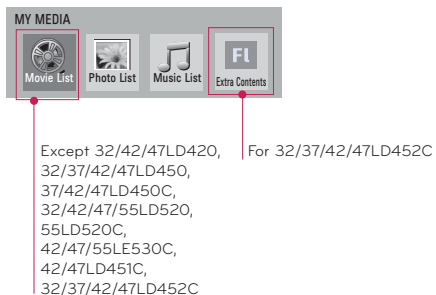 MY MEDIA
Movie List Photo List Music List Fl Extra Contents
Except 32/42/47LD420,
32/37/42/47LD450,
37/42/47LD450C,
32/42/47/55LD520,
55LD520C,
42/47/55LE530C,
42/47LD451C,
32/37/42/47LD452C
For 32/37/42/47LD452C